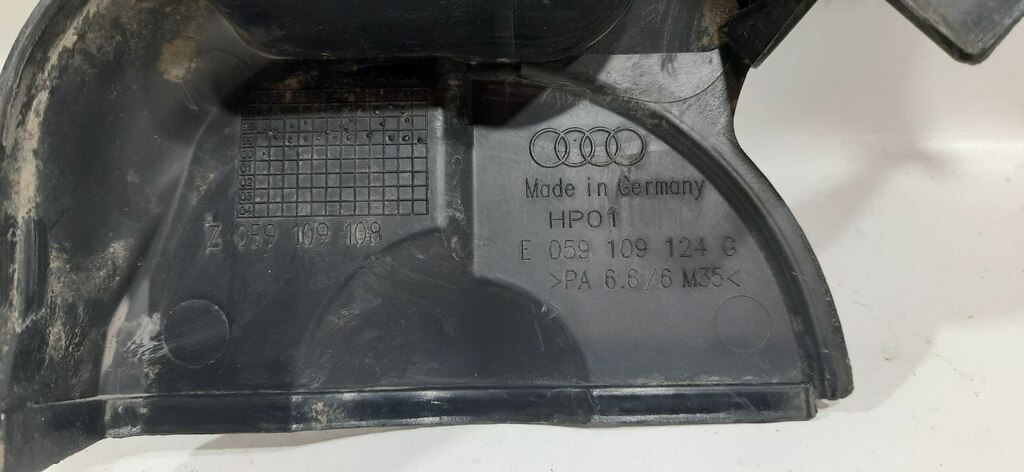 Z 059 109 108
Made in Germany
HP01
E 059 109 124 G
>PA 6.6/6 M35<